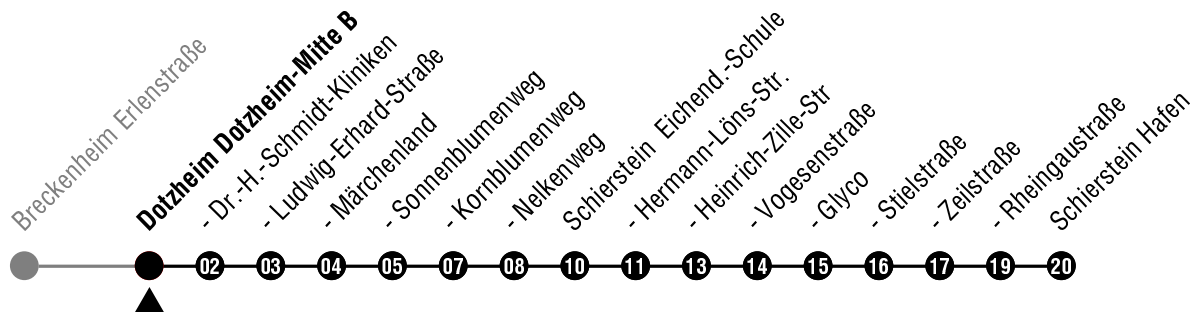 Breckenheim Erlenstraße
Dotzheim Dotzheim-Mitte B
- Dr.-H.-Schmidt-Kliniken
- Ludwig-Erhard-Straße
- Märchenland
- Sonnenblumenweg
- Kornblumenweg
- Nelkenweg
Schierstein Eichend.-Schule
- Hermann-Löns-Str.
- Heinrich-Zille-Str
- Vogesenstraße
- Glyco
- Stielstraße
- Zeilstraße
- Rheingaustraße
Schierstein Hafen
02 03 04 05 07 08 10 11 13 14 15 16 17 19 20